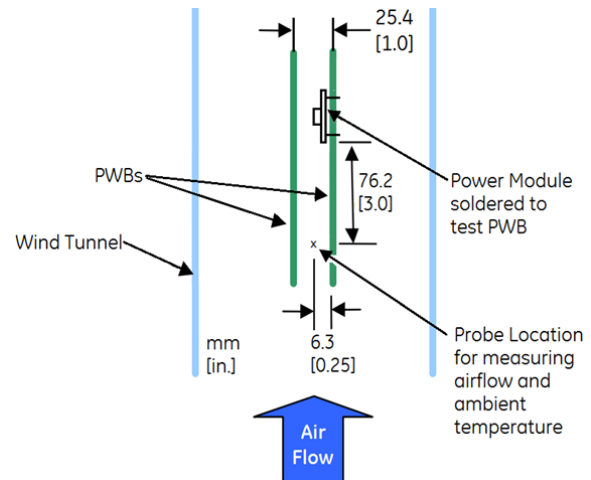 25.4
[1.0]
PWBs
76.2
[3.0]
Power Module
soldered to
test PWB
Wind Tunnel
x
mm
[in.]
6.3
[0.25]
Probe Location
for measuring
airflow and
ambient
temperature
Air
Flow